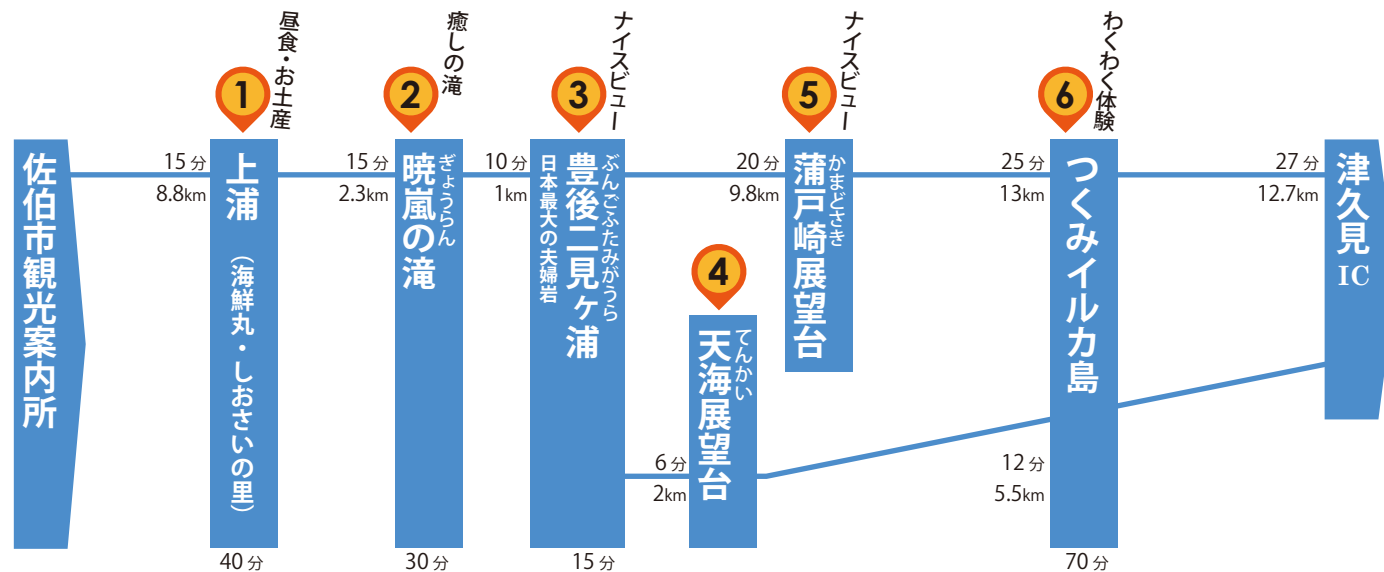 佐伯市観光案内所
15分
8.8km
1
昼食・お土産
上浦
(海鮮丸・しおさいの里)
40分
15分
2.3km
2
癒しの滝
ぎょうらん
暁嵐の滝
30分
10分
1km
3
ナイスビュー
ぶんごふたみがうら
豊後二見ヶ浦
日本最大の夫婦岩
15分
6分
2km
4
てんかい
天海展望台
20分
9.8km
5
ナイスビュー
かまどさき
蒲戸崎展望台
25分
13km
12分
5.5km
6
わくわく体験
つくみイルカ島
70分
27分
12.7km
津久見IC